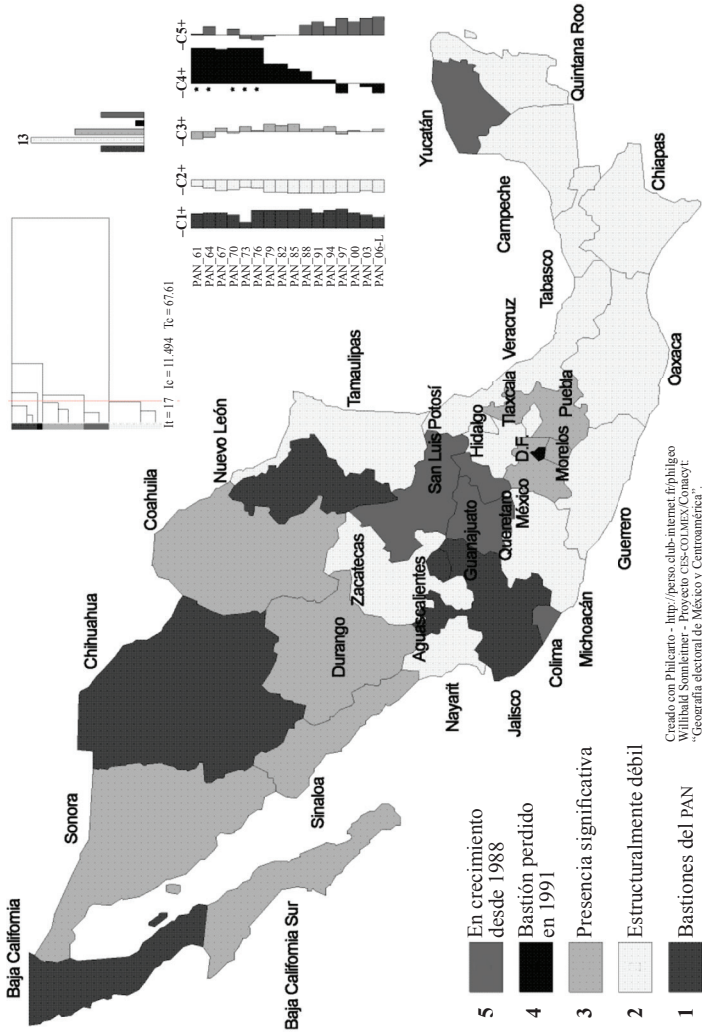 Baja California
Sonora
Chihuahua
Coahuila
Nuevo León
Tamaulipas
Baja California Sur
Sinaloa
Durango
Zacatecas
San Luis Potosí
Nayarit
Aguascalientes
Guanajuato
Jalisco
Colima
Querétaro
Hidalgo
Michoacán
México
D.F.
Tlaxcala
Veracruz
Morelos
Puebla
Guerrero
Oaxaca
Tabasco
Campeche
Yucatán
Quintana Roo
Chiapas
It = 17 Ic = 11.494 Tc = 67.61
13
–C1+
–C2+
–C3+
–C4+
–C5+
PAN_61
PAN_64
PAN_67
PAN_70
PAN_73
PAN_76
PAN_79
PAN_82
PAN_85
PAN_88
PAN_91
PAN_94
PAN_97
PAN_00
PAN_03
PAN_06-L
5 En crecimiento
desde 1988
4 Bastión perdido
en 1991
3 Presencia significativa
2 Estructuralmente débil
1 Bastiones del PAN
Creado con Philcarto - http://perso.club-internet.fr/philgeo
Willibald Sonnleitner - Proyecto CES-COLMEX/Conacyt:
“Geografía electoral de México y Centroamérica”.